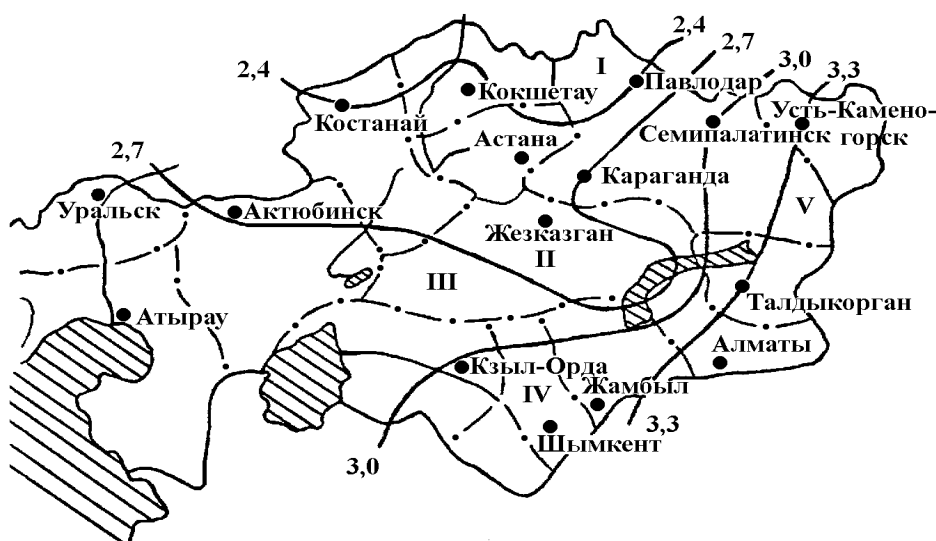 2,4
2,7
3,0
3,3
I
2,4
Павлодар
Кокшетау
Костанай
Семипалатинск
Усть-Камено-
горск
Астана
2,7
Караганда
Уральск
Актюбинск
V
Жезказган
II
III
Талдыкорган
Атырау
Алматы
Кзыл-Орда
Жамбыл
IV
3,3
Шымкент
3,0